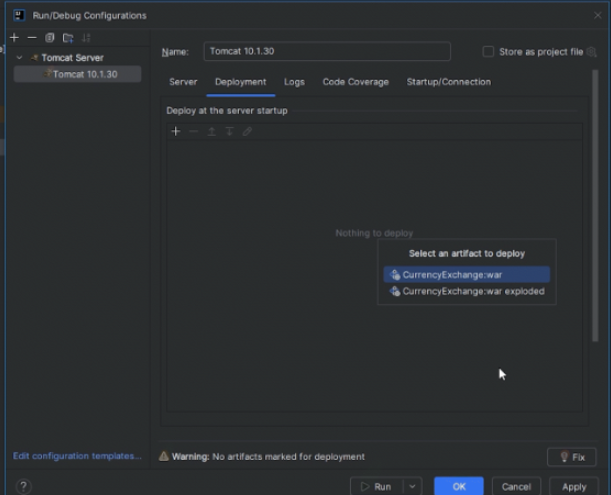 Run/Debug Configurations
Name: Tomcat 10.1.30
Store as project file
Tomcat Server
Tomcat 10.1.30
Server Deployment Logs Code Coverage Startup/Connection
Deploy at the server startup
Nothing to deploy
Select an artifact to deploy
CurrencyExchange:war
CurrencyExchange:war exploded
Edit configuration templates...
Warning: No artifacts marked for deployment
Fix
Run OK Cancel Apply